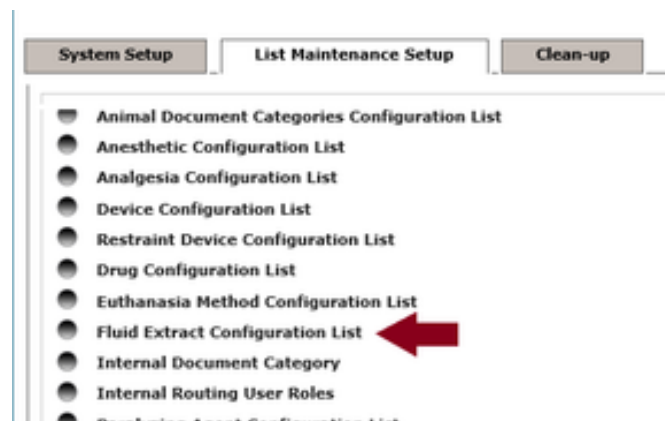 System Setup List Maintenance Setup Clean-up
Animal Document Categories Configuration List
Anesthetic Configuration List
Analgesia Configuration List
Device Configuration List
Restraint Device Configuration List
Drug Configuration List
Euthanasia Method Configuration List
Fluid Extract Configuration List
Internal Document Category
Internal Routing User Roles